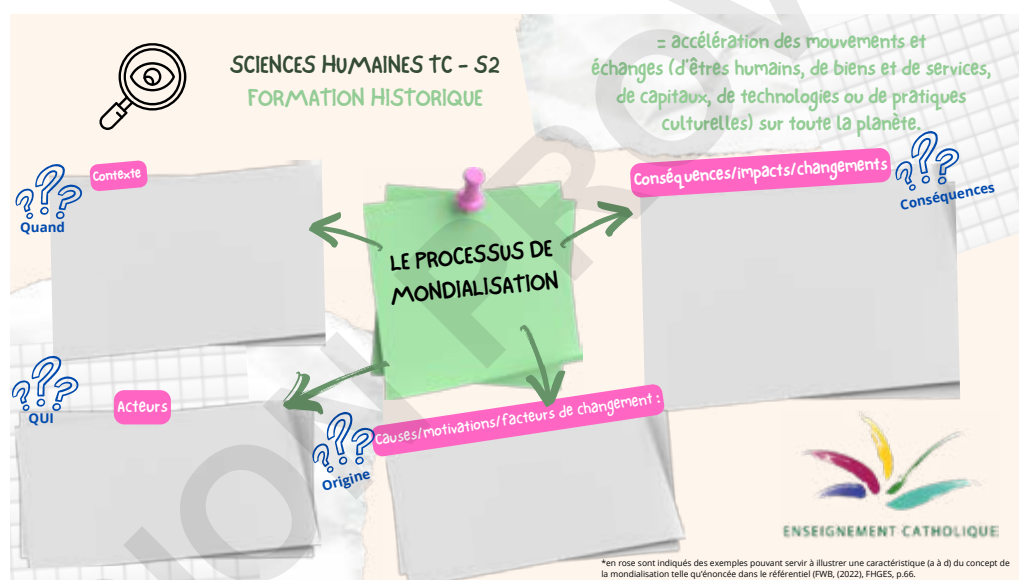 SCIENCES HUMAINES TC - S2
FORMATION HISTORIQUE
= accélération des mouvements et
échanges (d'êtres humains, de biens et de services,
de capitaux, de technologies ou de pratiques
culturelles) sur toute la planète.
???
Quand
Contexte
Conséquences/impacts/changements
???
Conséquences
LE PROCESSUS DE
MONDIALISATION
???
QUI
Acteurs
???
Origine
Causes/motivations/facteurs de changement :
ENSEIGNEMENT CATHOLIQUE
*en rose sont indiqués des exemples pouvant servir à illustrer une caractéristique (a à d) du concept de
la mondialisation telle qu'énoncée dans le référentiel (FWB, (2022), FHGES, p.66.